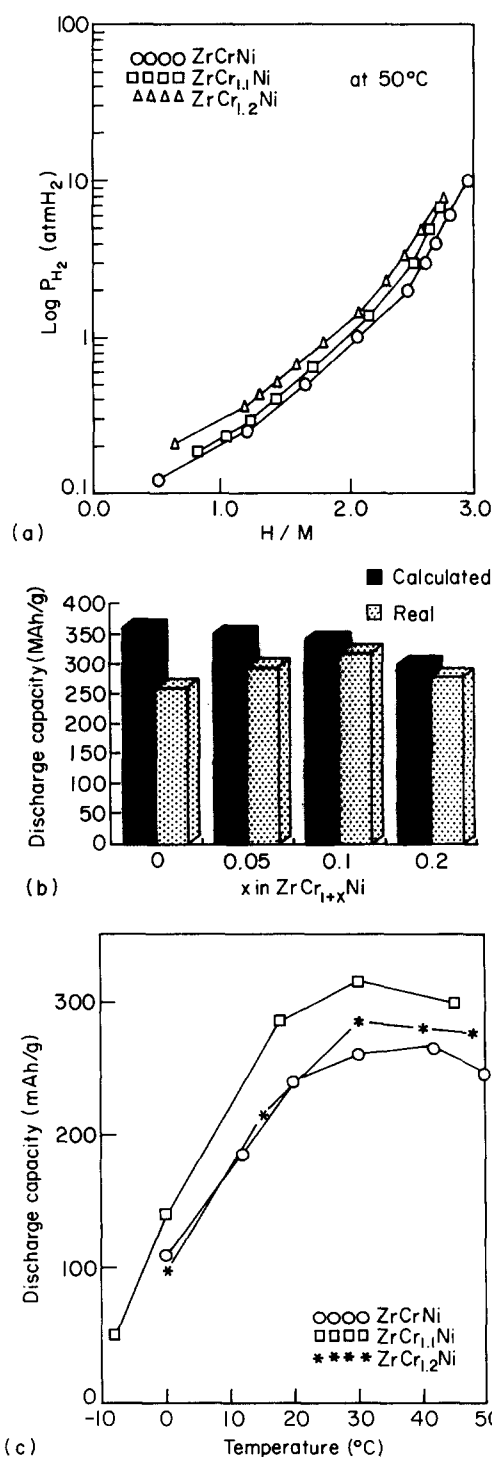 100
OOOO ZrCrNi
□□□□ ZrCr1.1Ni
△△△△ ZrCr1.2Ni
at 50°C
10
1
0.1
Log PH2 (atmH2)
0.0 1.0 2.0 3.0
H / M
(a)
Calculated
Real
400
350
300
250
200
150
100
50
0
Discharge capacity (MAh/g)
0 0.05 0.1 0.2
x in ZrCr1+xNi
(b)
300
200
100
0
Discharge capacity (mAh/g)
OOOO ZrCrNi
□□□□ ZrCr1.1Ni
**** ZrCr1.2Ni
-10 0 10 20 30 40 50
Temperature (°C)
(c)